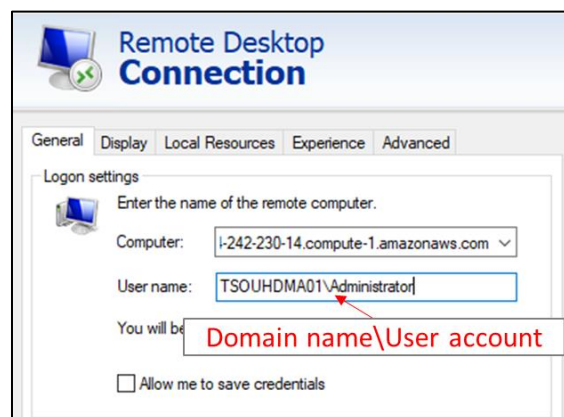 Remote Desktop
Connection
General Display Local Resources Experience Advanced
Logon settings
Enter the name of the remote computer.
Computer: -242-230-14.compute-1.amazonaws.com
User name: TSOUHDMA01\Administrator
You will be
Domain name\User account
Allow me to save credentials